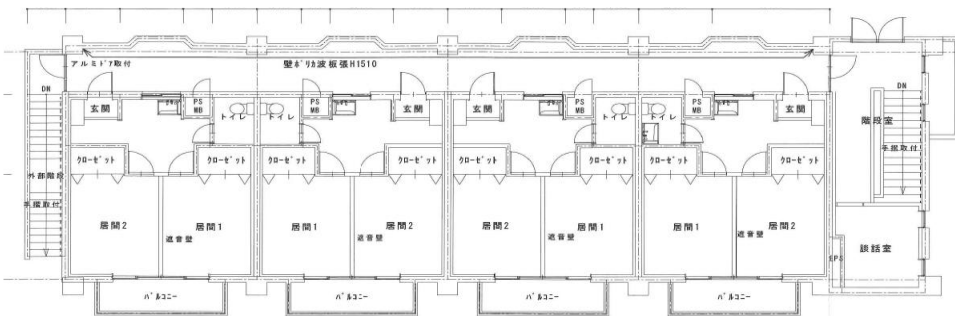 アルミドア取付
壁ポリカ波板張H1510
DN
DN
玄関
PS
MB
トイレ
トイレ
PS
MB
玄関
玄関
PS
MB
トイレ
トイレ
PS
MB
玄関
階段室
手摺取付
クローゼット
クローゼット
クローゼット
クローゼット
クローゼット
クローゼット
クローゼット
クローゼット
外部階段
手摺取付
居間2
居間1
居間1
居間2
居間2
居間1
居間1
居間2
遮音壁
遮音壁
遮音壁
遮音壁
談話室
EPS
バルコニー
バルコニー
バルコニー
バルコニー